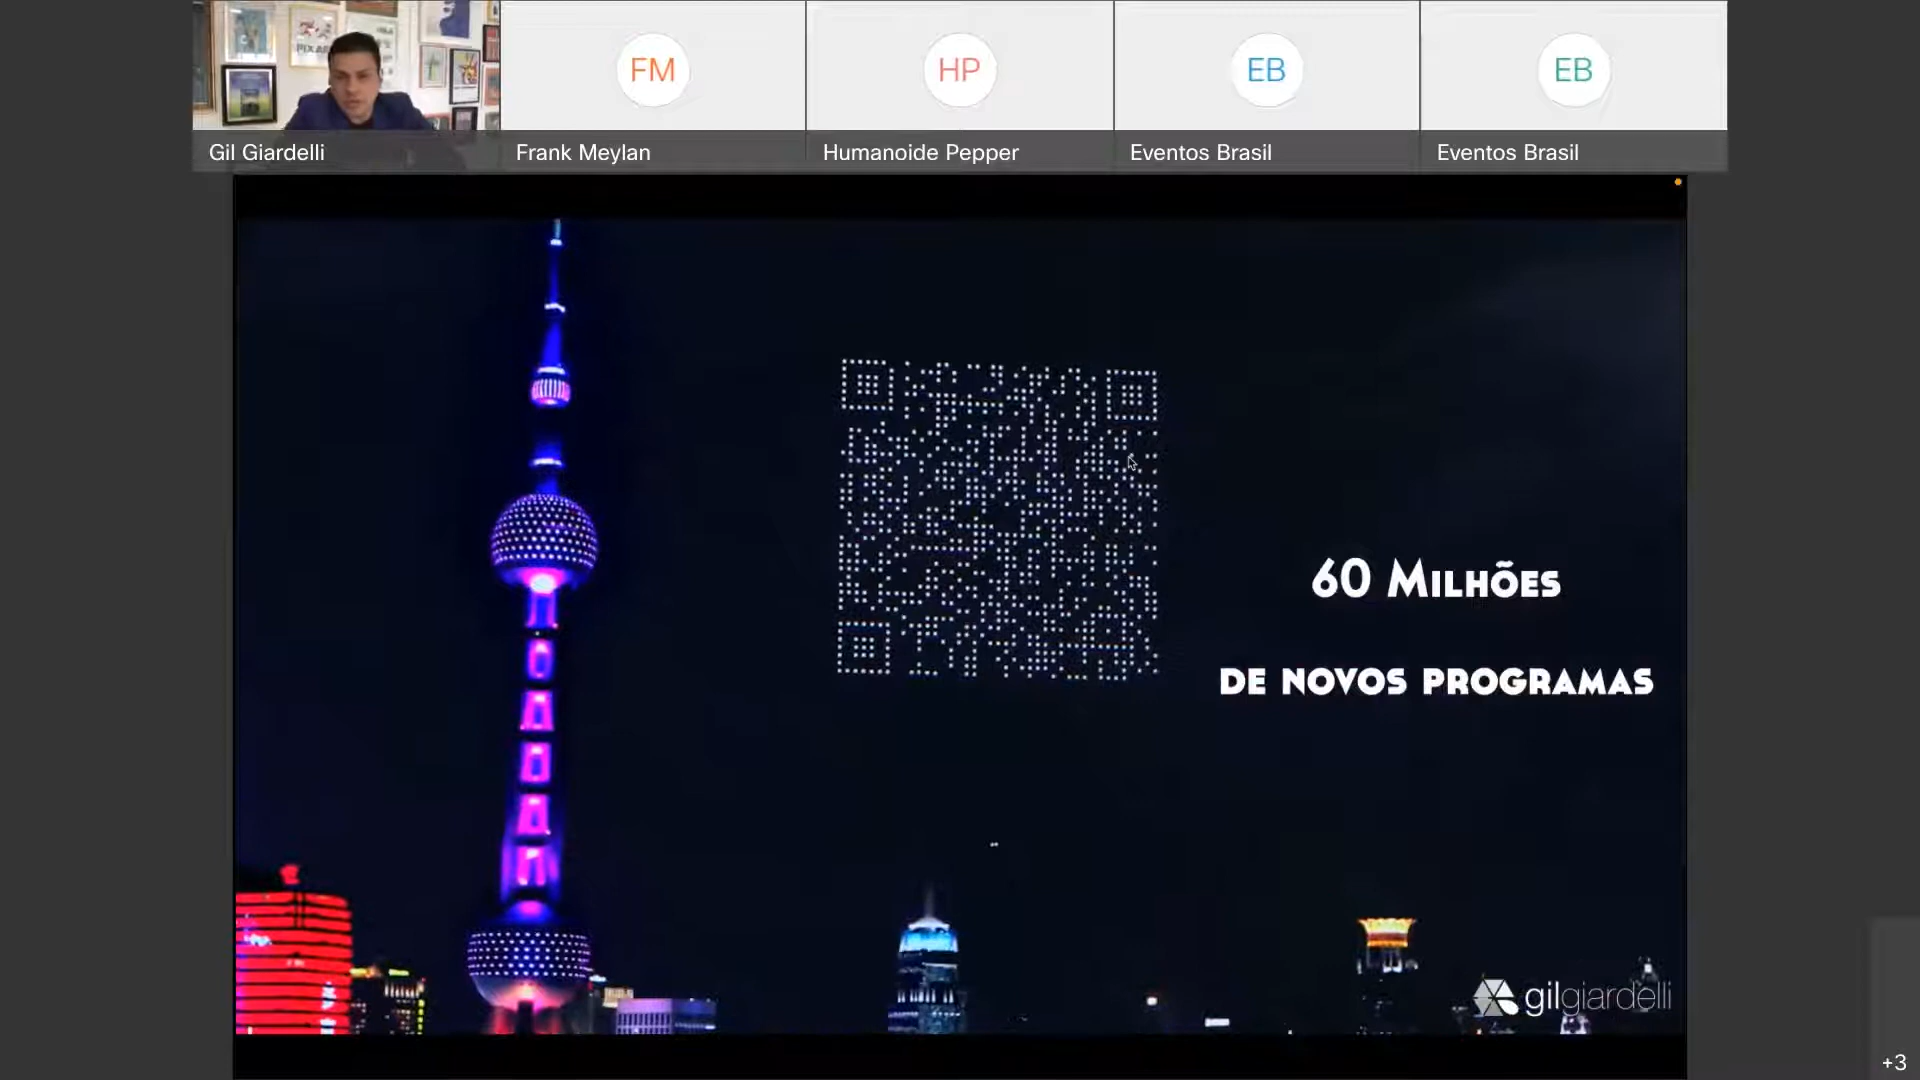 PIXAR
FM
HP
EB
EB
Gil Giardelli
Frank Meylan
Humanoide Pepper
Eventos Brasil
Eventos Brasil
60 Milhões
de novos programas
gilgiardelli
+3